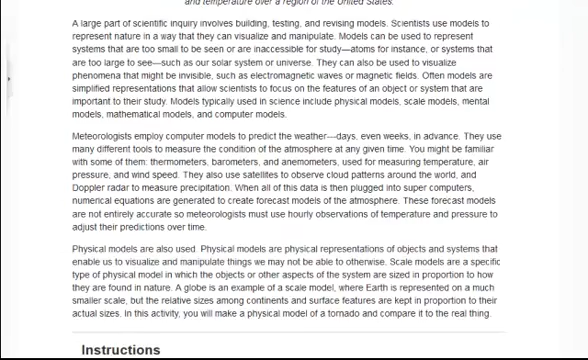 and temperature over a region of the United States.
A large part of scientific inquiry involves building, testing, and revising models. Scientists use models to
represent nature in a way that they can visualize and manipulate. Models can be used to represent
systems that are too small to be seen or are inaccessible for study—atoms for instance, or systems that
are too large to see—such as our solar system or universe. They can also be used to visualize
phenomena that might be invisible, such as electromagnetic waves or magnetic fields. Often models are
simplified representations that allow scientists to focus on the features of an object or system that are
important to their study. Models typically used in science include physical models, scale models, mental
models, mathematical models, and computer models.
Meteorologists employ computer models to predict the weather---days, even weeks, in advance. They use
many different tools to measure the condition of the atmosphere at any given time. You might be familiar
with some of them: thermometers, barometers, and anemometers, used for measuring temperature, air
pressure, and wind speed. They also use satellites to observe cloud patterns around the world, and
Doppler radar to measure precipitation. When all of this data is then plugged into super computers,
numerical equations are generated to create forecast models of the atmosphere. These forecast models
are not entirely accurate so meteorologists must use hourly observations of temperature and pressure to
adjust their predictions over time.
Physical models are also used. Physical models are physical representations of objects and systems that
enable us to visualize and manipulate things we may not be able to otherwise. Scale models are a specific
type of physical model in which the objects or other aspects of the system are sized in proportion to how
they are found in nature. A globe is an example of a scale model, where Earth is represented on a much
smaller scale, but the relative sizes among continents and surface features are kept in proportion to their
actual sizes. In this activity, you will make a physical model of a tornado and compare it to the real thing.
Instructions